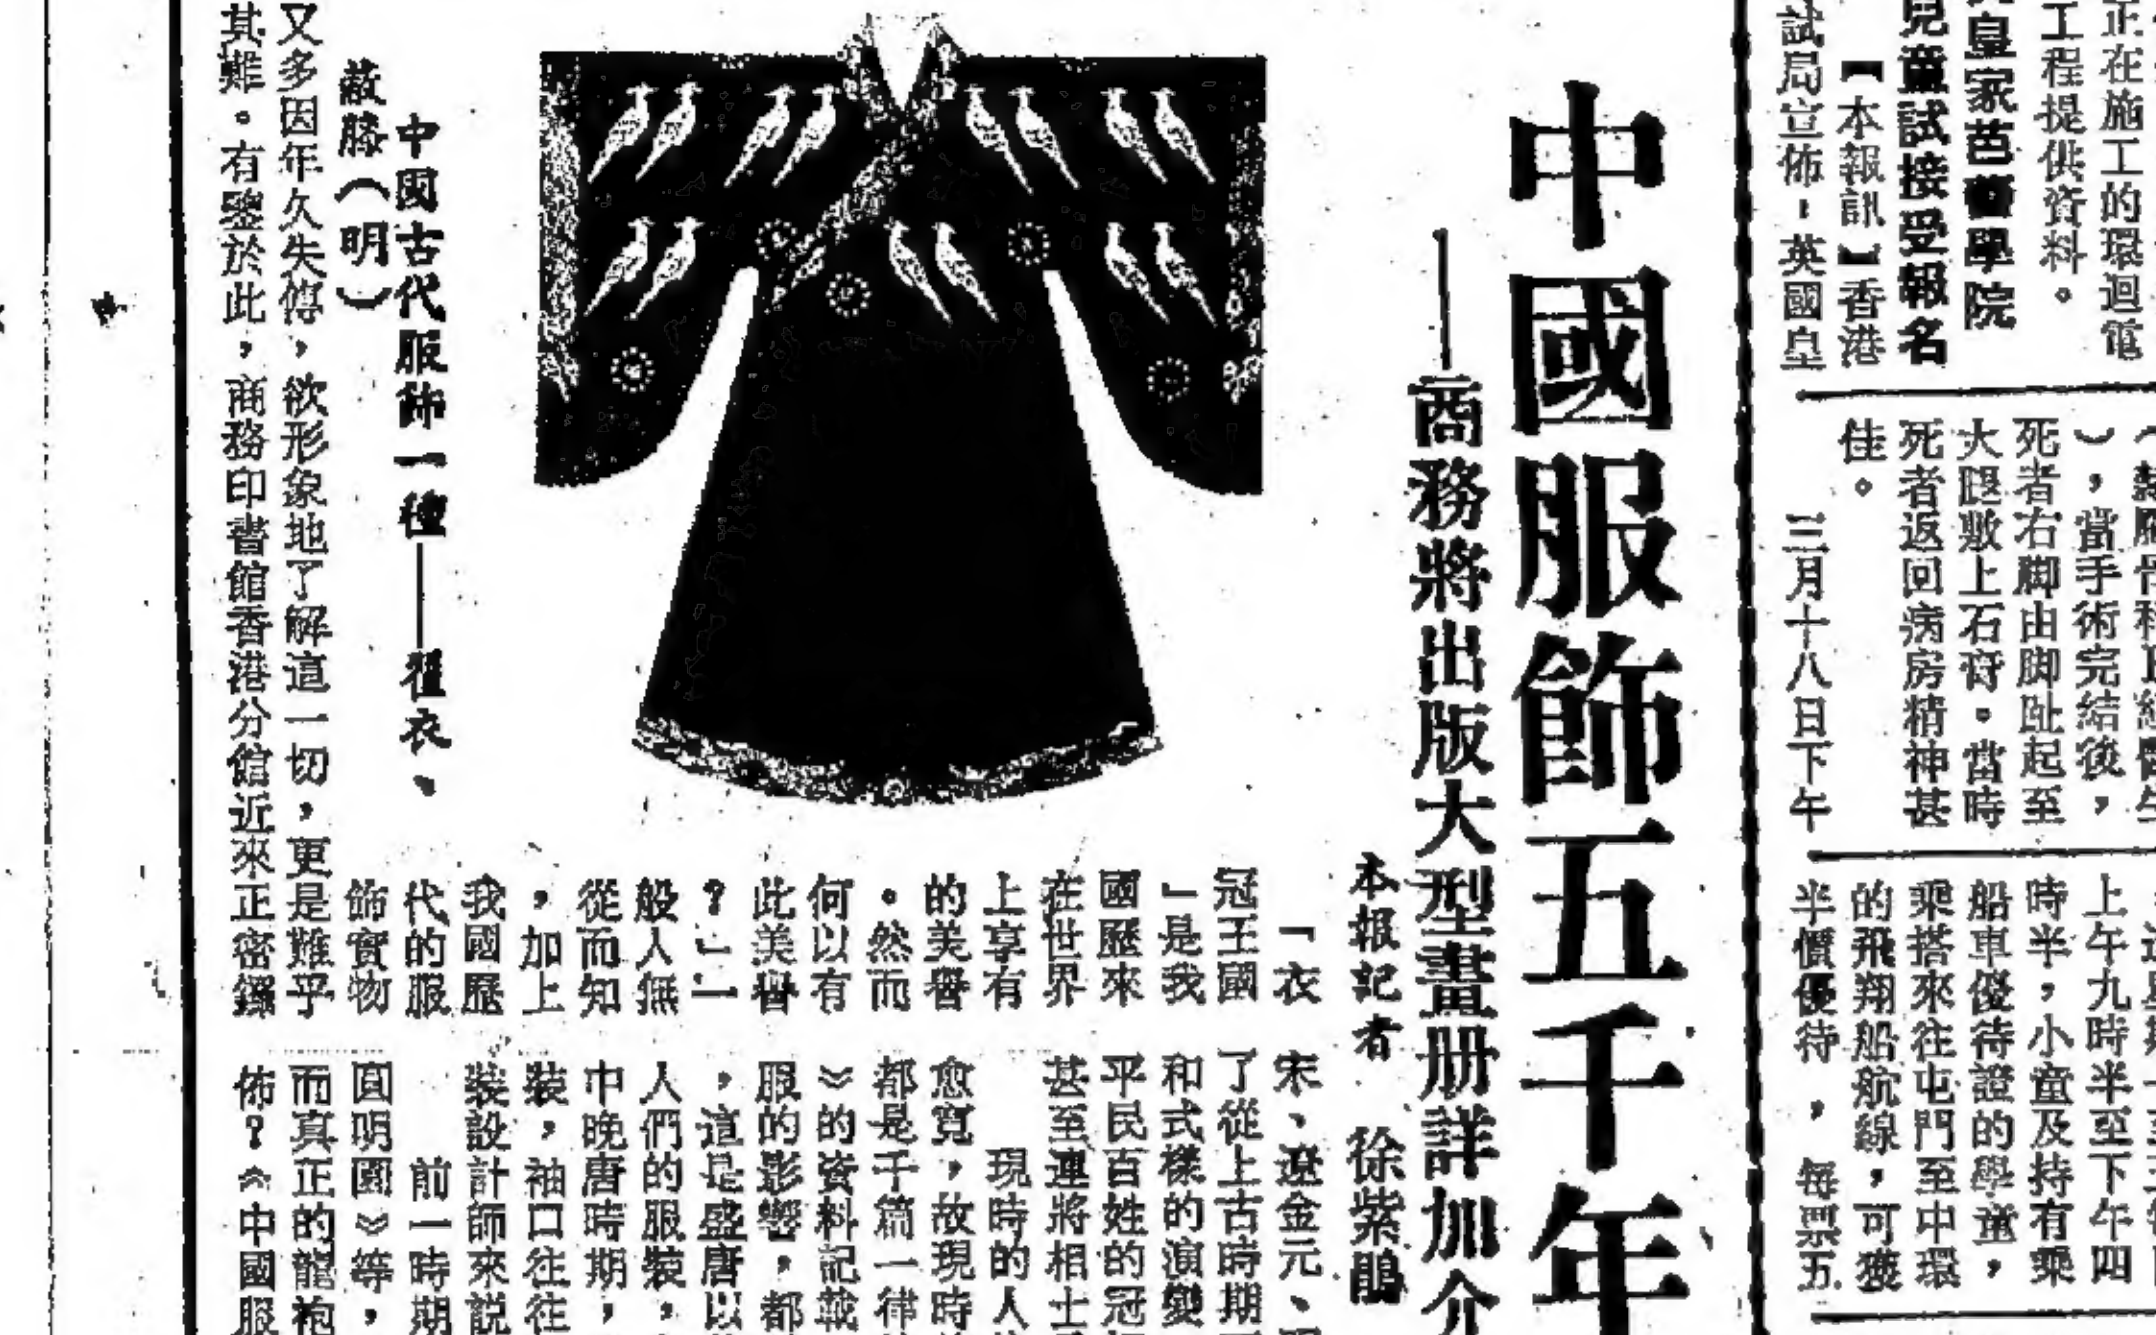 中國服飾五千年
——商務將出版大型畫册詳加介
本報記者 徐紫鵑
「衣
冠王國
」是我
國歷來
在世界
上享有
的美譽
。然而
何以有
此美譽
?」一
般人無
從而知
,加上
我國歷
代的服
飾實物
又多因年久失傳,欲形象地了解這一切,更是難乎
其難。有鑒於此,商務印書館香港分館近來正密鑼
中國古代服飾一種——翟衣、
蔽膝(明)
宋、遼金元、
了從上古時期
和式樣的演變
平民百姓的冠
甚至連將相士
現時的人
愈寬,故現時
都是千篇一律
》的資料記載
服的影響,都
,這是盛唐以
人們的服裝,
中晚唐時期,
裝,袖口往往
裝設計師來説
前一時期
圓明園》等,
而真正的龍袍
佈?《中國服
正在施工的環迴電
工程提供資料。
皇家芭蕾學院
兒童試接受報名
【本報訊】香港
試局宣佈,英國皇
),當手術完結後,
死者右脚由脚趾起至
大腿敷上石膏。當時
死者返回病房精神甚
佳。
三月十八日下午
上午九時半至下午四
時半,小童及持有乘
船車優待證的學童,
乘搭來往屯門至中環
的飛翔船航線,可獲
半價優待,每票五